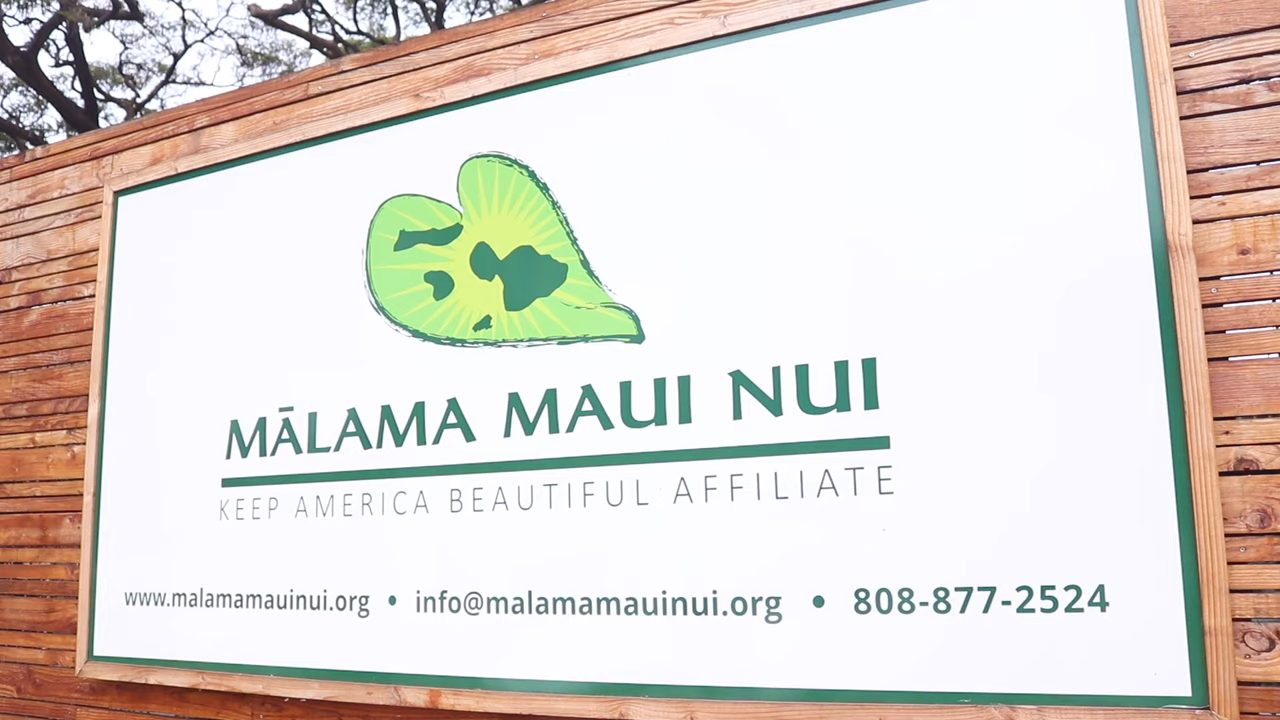 MĀLAMA MAUI NUI
KEEP AMERICA BEAUTIFUL AFFILIATE
www.malamamauinui.org • info@malamamauinui.org • 808-877-2524